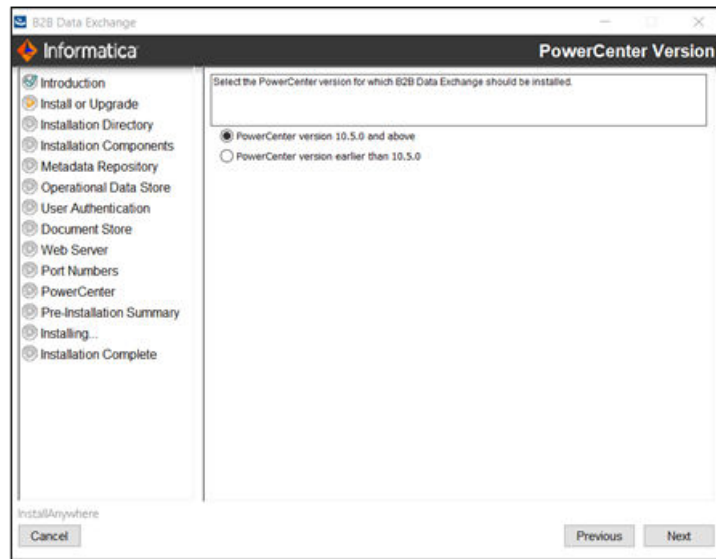 B2B Data Exchange
Informatica
PowerCenter Version
Introduction
Install or Upgrade
Installation Directory
Installation Components
Metadata Repository
Operational Data Store
User Authentication
Document Store
Web Server
Port Numbers
PowerCenter
Pre-Installation Summary
Installing...
Installation Complete
Select the PowerCenter version for which B2B Data Exchange should be installed.
PowerCenter version 10.5.0 and above
PowerCenter version earlier than 10.5.0
InstallAnywhere
Cancel
Previous
Next